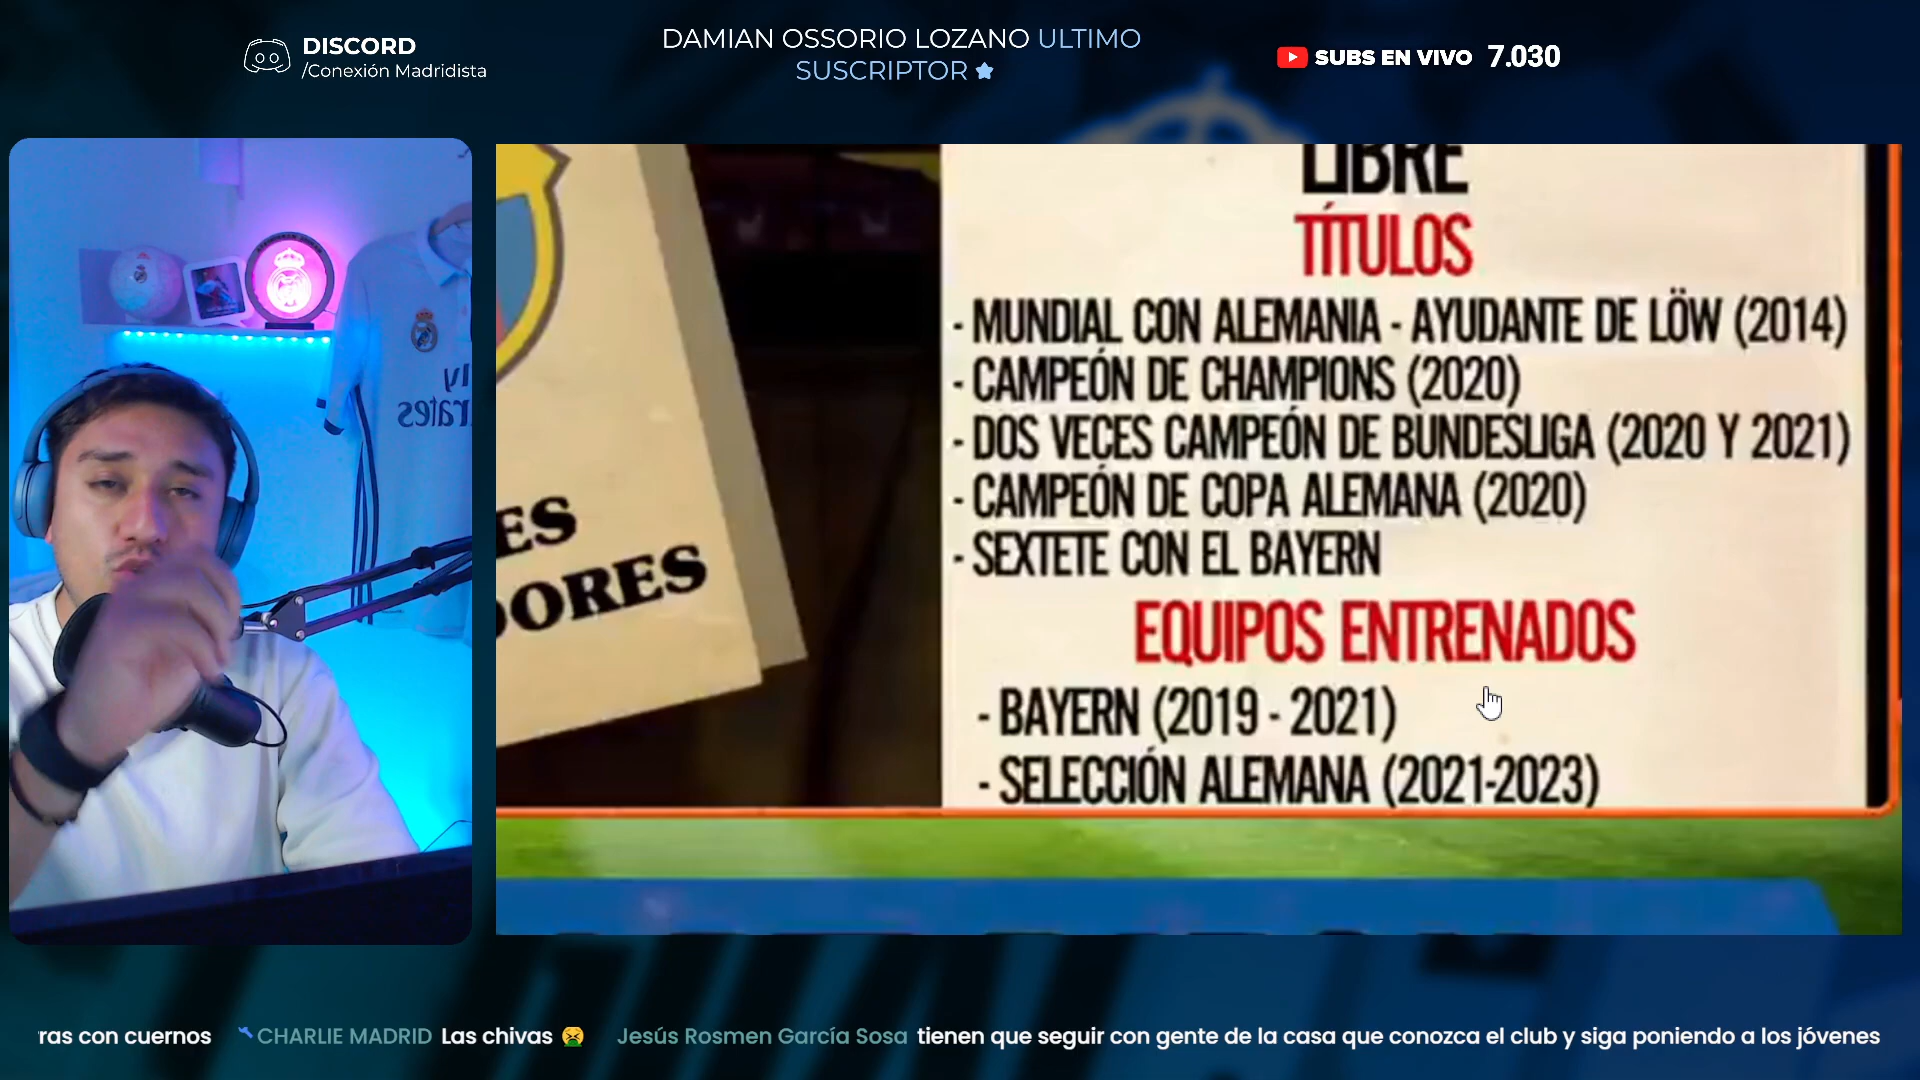 DISCORD
/Conexión Madridista
DAMIAN OSSORIO LOZANO ULTIMO
SUSCRIPTOR
SUBS EN VIVO 7.030
LIBRE
TÍTULOS
- MUNDIAL CON ALEMANIA - AYUDANTE DE LÖW (2014)
- CAMPEÓN DE CHAMPIONS (2020)
- DOS VECES CAMPEÓN DE BUNDESLIGA (2020 Y 2021)
- CAMPEÓN DE COPA ALEMANA (2020)
- SEXTETE CON EL BAYERN
EQUIPOS ENTRENADOS
- BAYERN (2019 - 2021)
- SELECCIÓN ALEMANA (2021-2023)
ES
DORES
ly
rates
ras con cuernos CHARLIE MADRID Las chivas 🤮 Jesús Rosmen García Sosa tienen que seguir con gente de la casa que conozca el club y siga poniendo a los jóvenes